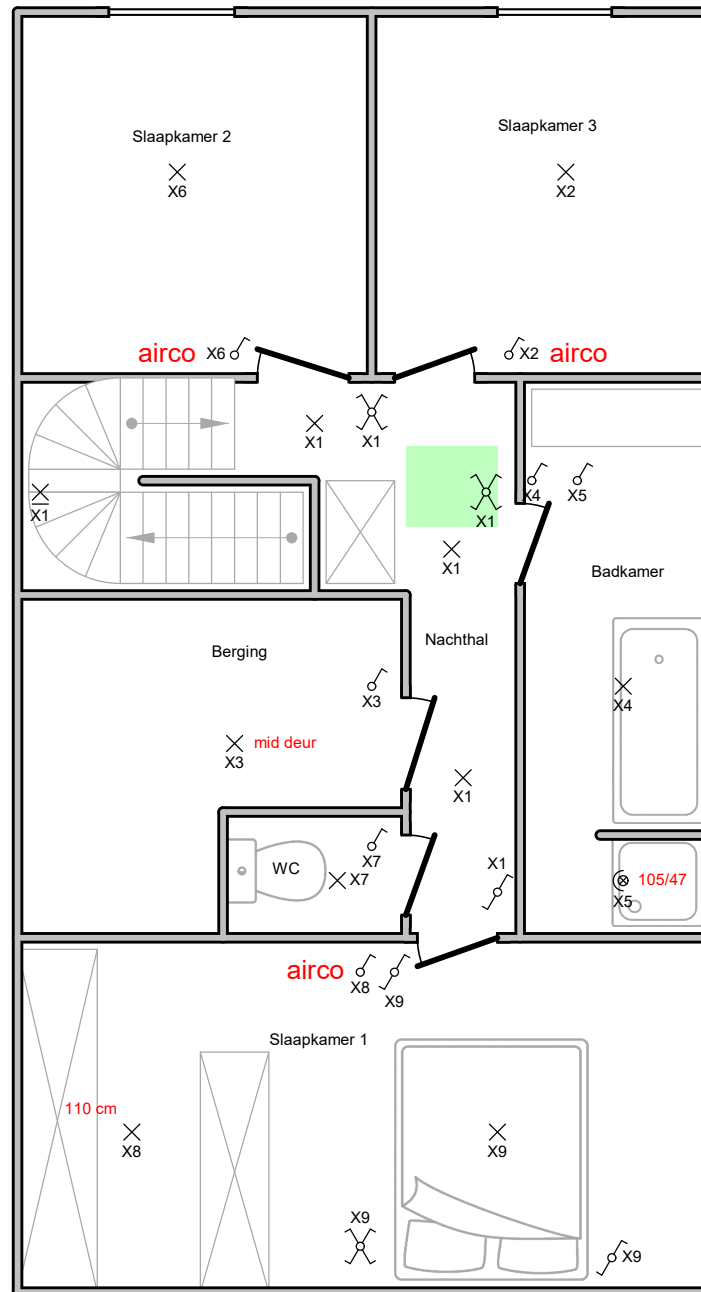 Slaapkamer 2
Slaapkamer 3
X6
X2
airco
X6
X2
airco
X1
X1
X1
X4
X5
X1
X1
Badkamer
Berging
Nachthal
X3
X4
X3
mid deur
X1
X7
WC
X7
X1
105/47
X5
airco
X8
X9
Slaapkamer 1
110 cm
X8
X9
X9
X9